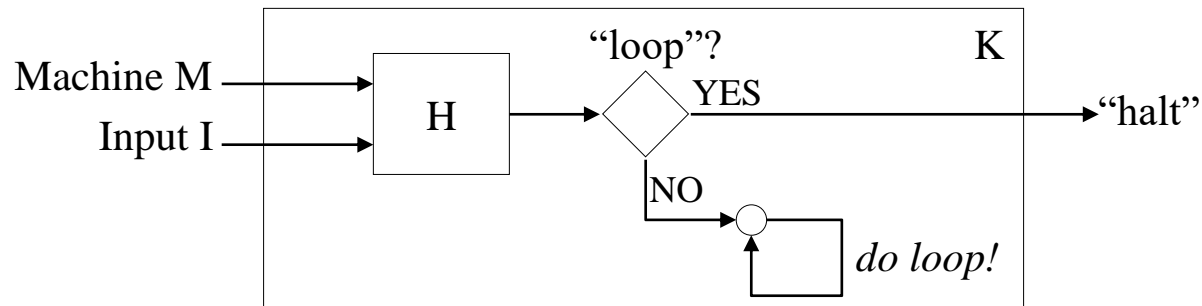 “loop”?
K
Machine M
YES
H
“halt”
Input I
NO
do loop!